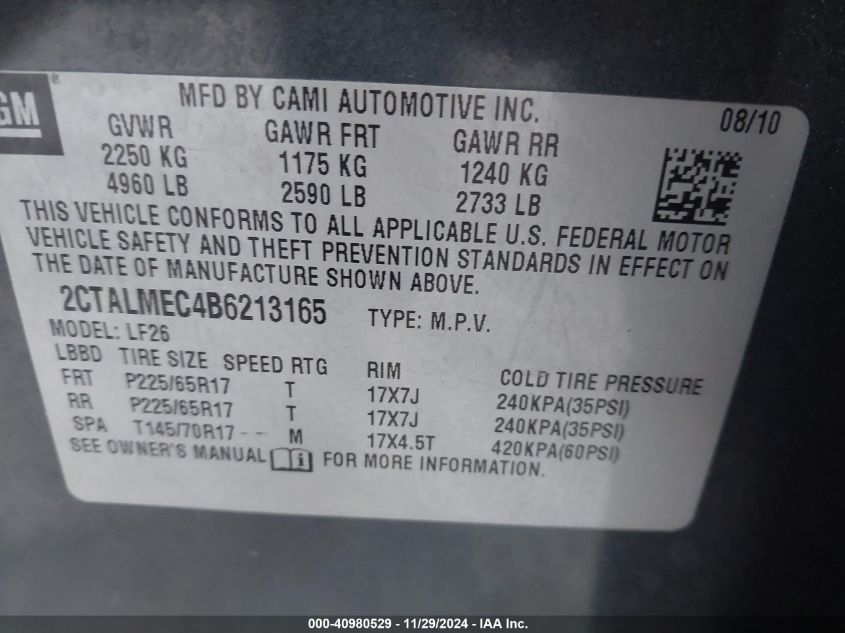 GM®
MFD BY CAMI AUTOMOTIVE INC.
08/10
GVWR GAWR FRT GAWR RR
2250 KG 1175 KG 1240 KG
4960 LB 2590 LB 2733 LB
THIS VEHICLE CONFORMS TO ALL APPLICABLE U.S. FEDERAL MOTOR
VEHICLE SAFETY AND THEFT PREVENTION STANDARDS IN EFFECT ON
THE DATE OF MANUFACTURE SHOWN ABOVE.
2CTALMEC4B6213165 TYPE: M.P.V.
MODEL: LF26
LBBD TIRE SIZE SPEED RTG RIM COLD TIRE PRESSURE
FRT P225/65R17 T 17X7J 240KPA(35PSI)
RR P225/65R17 T 17X7J 240KPA(35PSI)
SPA T145/70R17-- M 17X4.5T 420KPA(60PSI)
SEE OWNER'S MANUAL i FOR MORE INFORMATION.
000-40980529 - 11/29/2024 - IAA Inc.